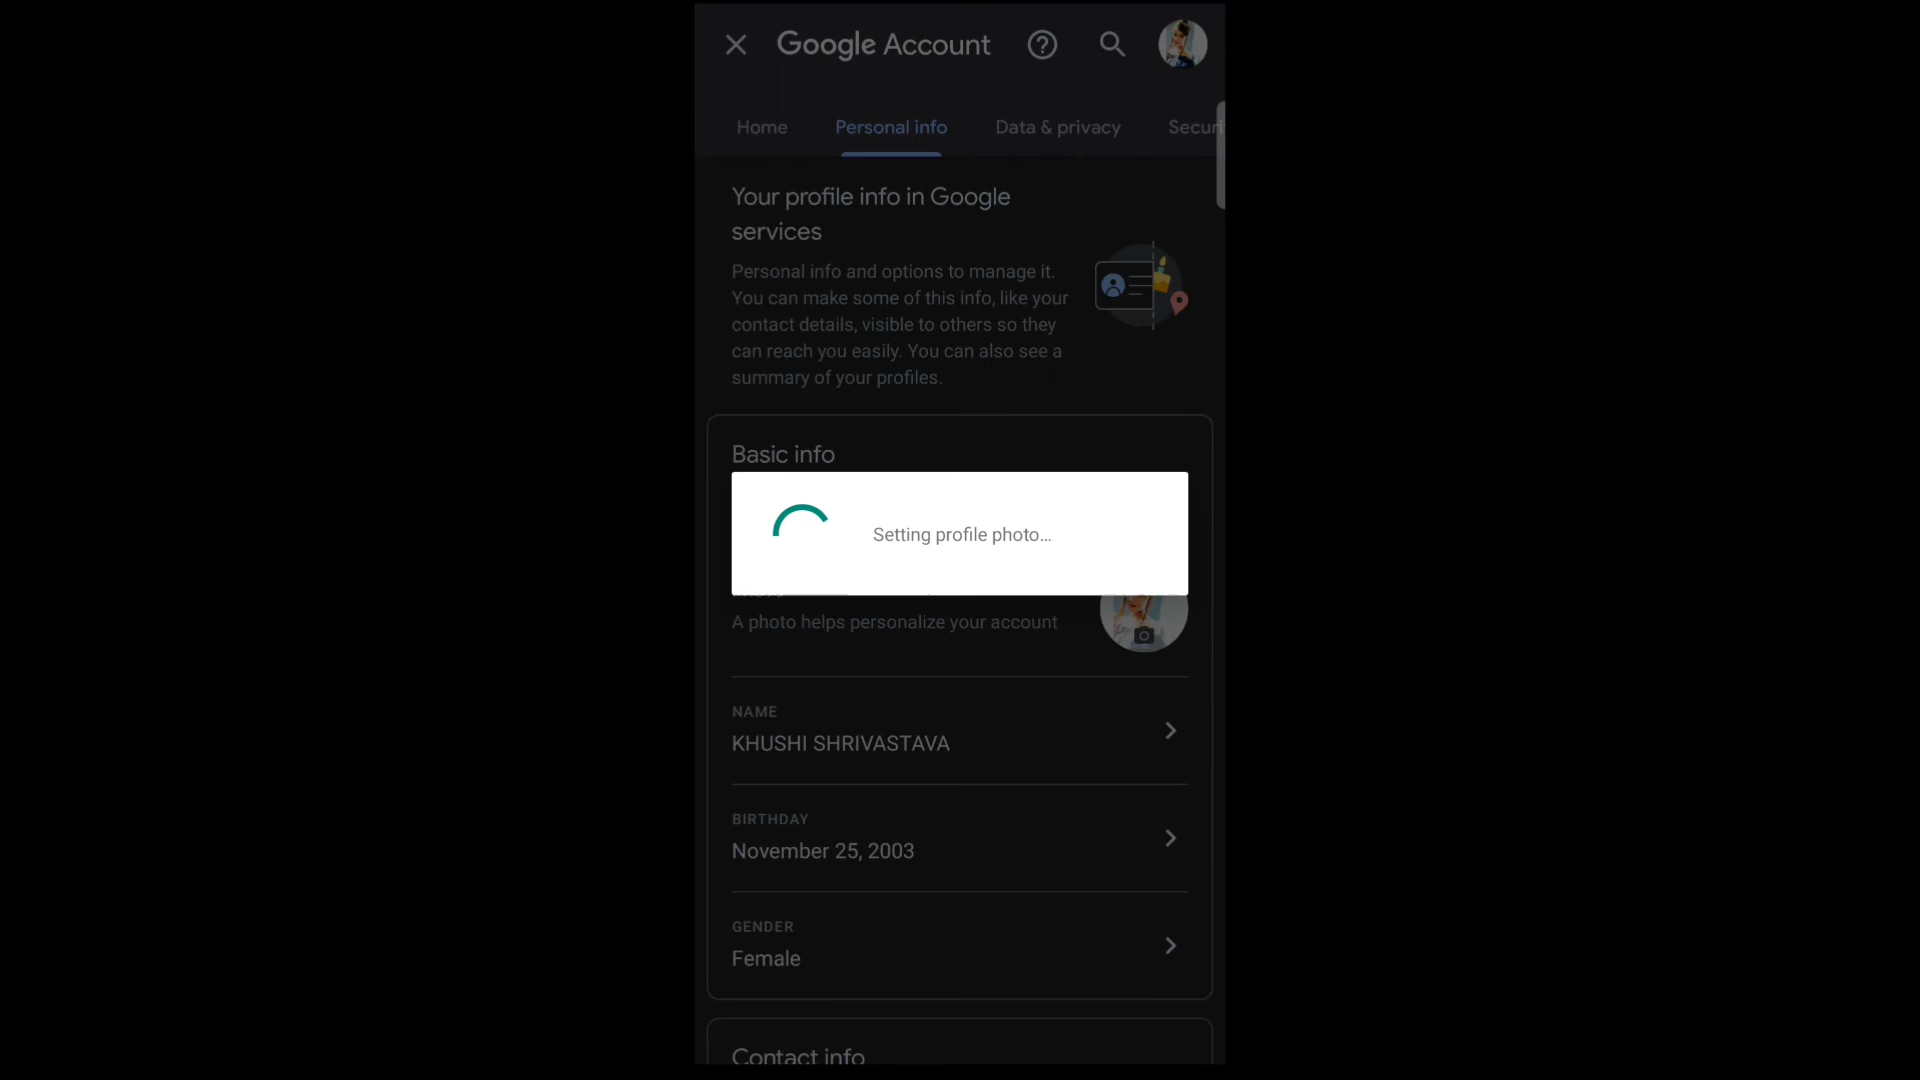 Google Account
Home Personal info Data & privacy Securi
Your profile info in Google
services
Personal info and options to manage it.
You can make some of this info, like your
contact details, visible to others so they
can reach you easily. You can also see a
summary of your profiles.
Basic info
Setting profile photo...
A photo helps personalize your account
NAME
KHUSHI SHRIVASTAVA
BIRTHDAY
November 25, 2003
GENDER
Female
Contact info